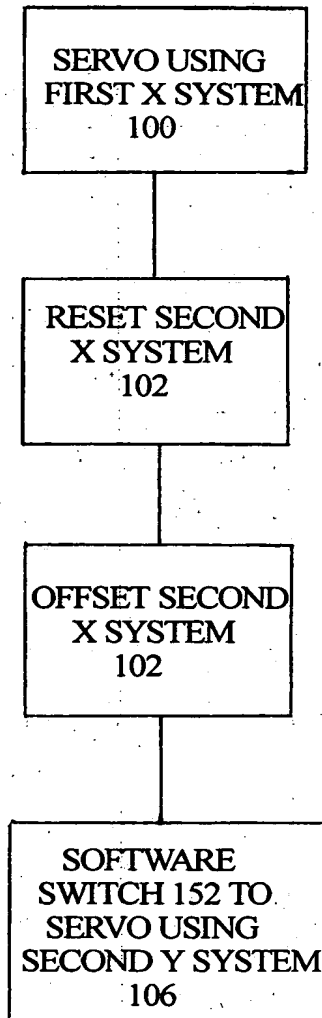 SERVO USING
FIRST X SYSTEM
100
RESET SECOND
X SYSTEM
102
OFFSET SECOND
X SYSTEM
102
SOFTWARE
SWITCH 152 TO
SERVO USING
SECOND Y SYSTEM
106